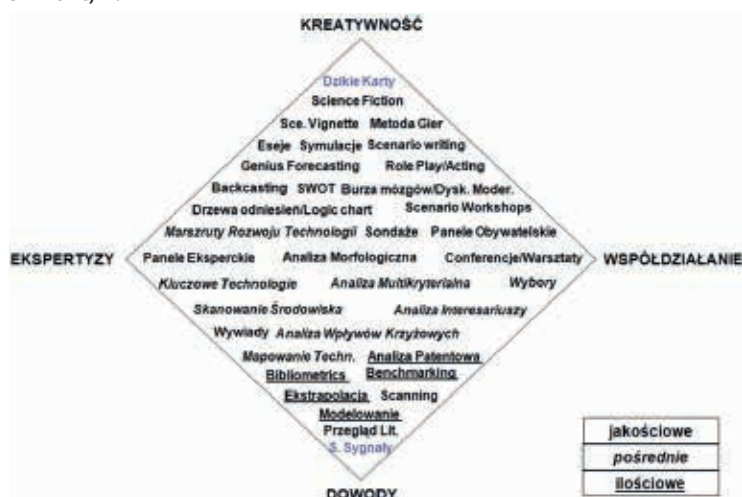 KREATYWNOŚĆ
Dzikie Karty
Science Fiction
Sce. Vignette Metoda Gier
Eseje Symulacje Scenario writing
Genius Forecasting Role Play/Acting
Backcasting SWOT Burza mózgów/Dysk. Moder.
Drzewa odniesień/Logic chart Scenario Workshops
Marszruty Rozwoju Technologii Sondaże Panele Obywatelskie
EKSPERTYZY Panele Eksperckie Analiza Morfologiczna Conferencje/Warsztaty WSPÓŁDZIAŁANIE
Kluczowe Technologie Analiza Multikryterialna Wybory
Skanowanie Środowiska Analiza Interesariuszy
Wywiady Analiza Wpływów Krzyżowych
Mapowanie Techn. Analiza Patentowa
Bibliometrics Benchmarking
Ekstrapolacja Scanning
Modelowanie
Przegląd Lit.
S. Sygnały
DOWODY
jakościowe
pośrednie
ilościowe